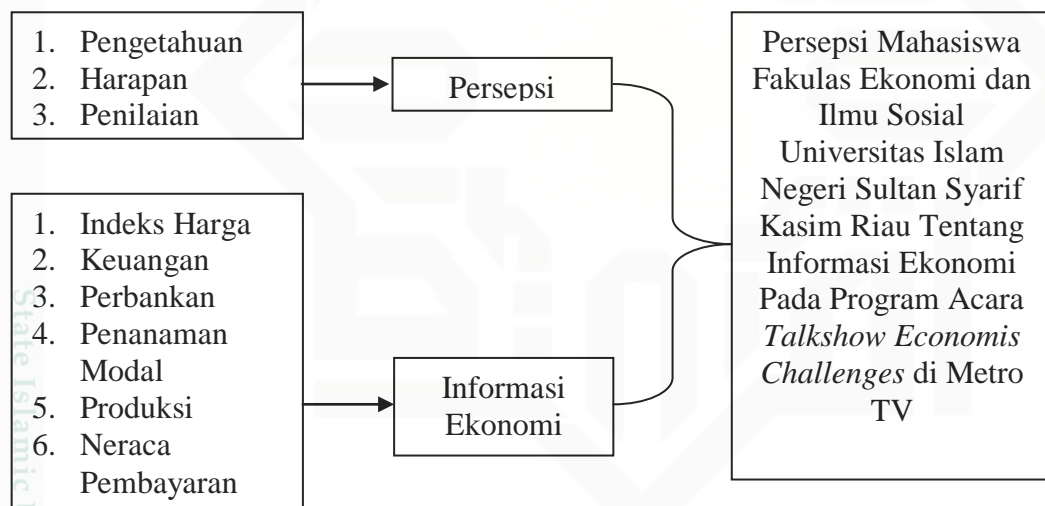 1. Pengetahuan
2. Harapan
3. Penilaian
Persepsi
1. Indeks Harga
2. Keuangan
3. Perbankan
4. Penanaman
Modal
5. Produksi
6. Neraca
Pembayaran
Informasi
Ekonomi
Persepsi Mahasiswa
Fakulas Ekonomi dan
Ilmu Sosial
Universitas Islam
Negeri Sultan Syarif
Kasim Riau Tentang
Informasi Ekonomi
Pada Program Acara
Talkshow Economis
Challenges di Metro
TV
State Islamic